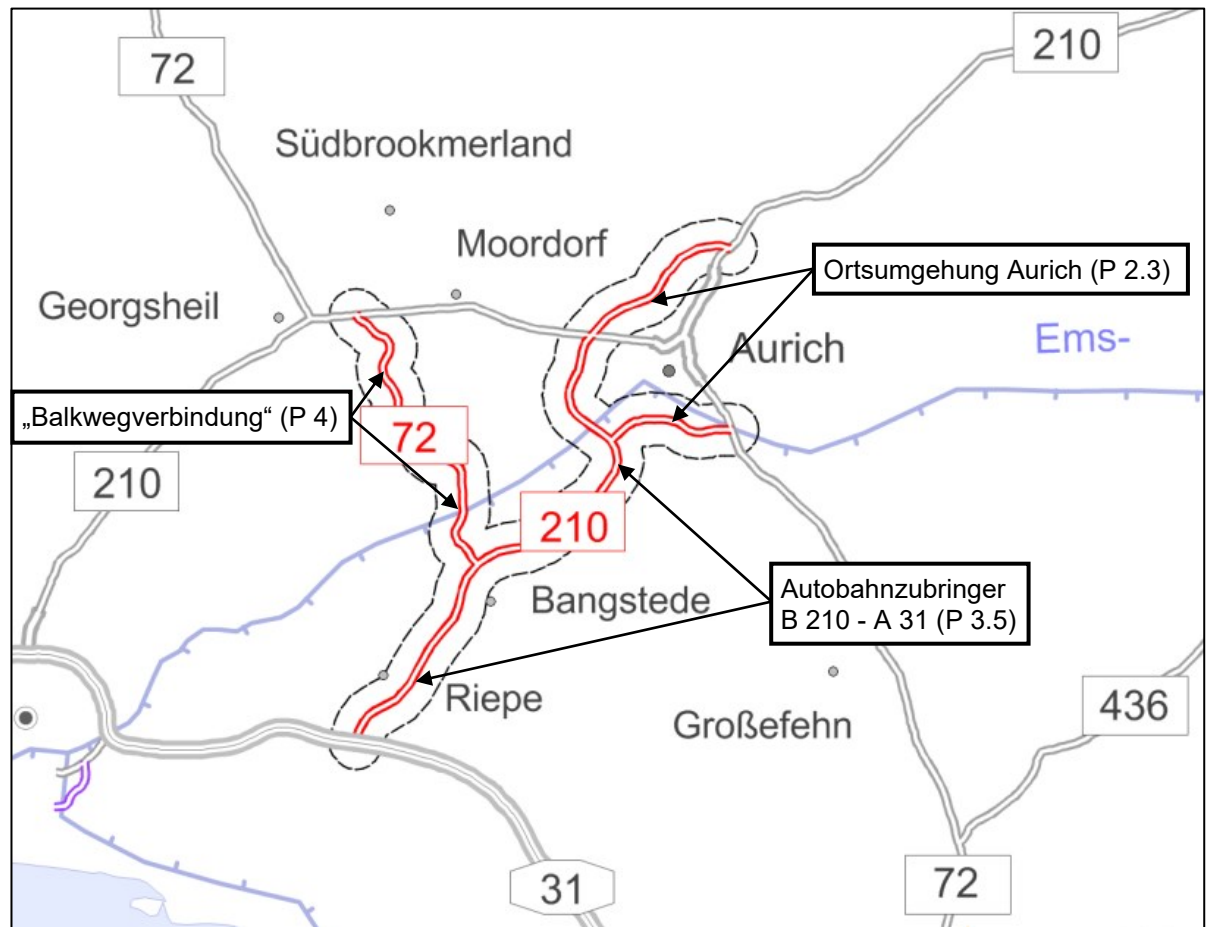 72
210
Südbrookmerland
Moordorf
Ortsumgehung Aurich (P 2.3)
Georgsheil
Aurich
Ems-
„Balkwegverbindung“ (P 4)
72
210
210
Bangstede
Autobahnzubringer
B 210 - A 31 (P 3.5)
Riepe
Großefehn
436
31
72